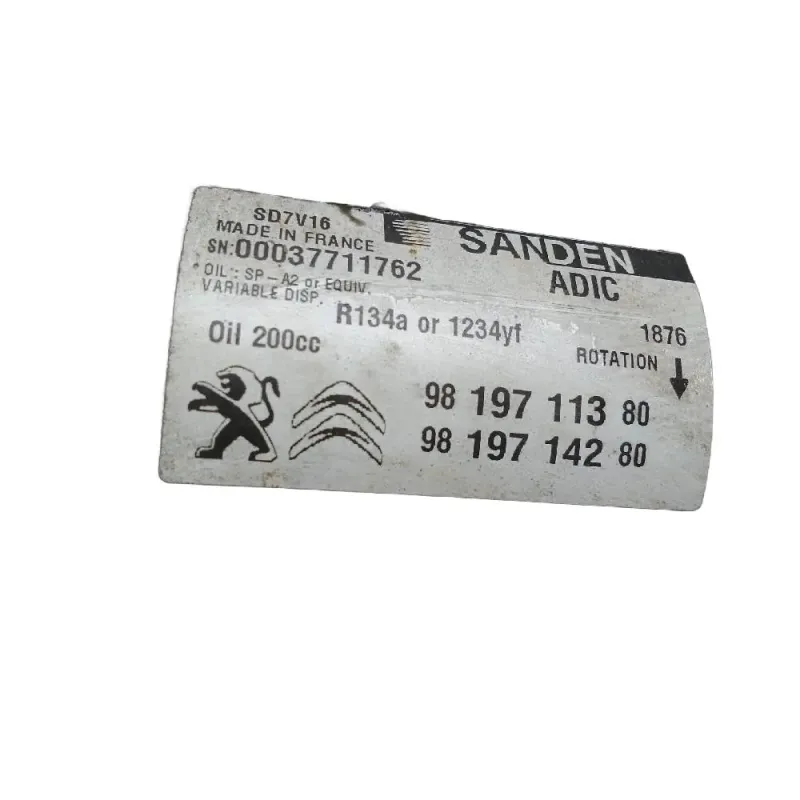 SD7V16
MADE IN FRANCE
SANDEN
SN:00037711762
ADIC
OIL : SP-A2 or EQUIV.
VARIABLE DISP.
R134a or 1234yf
1876
Oil 200cc
ROTATION
98 197 113 80
98 197 142 80